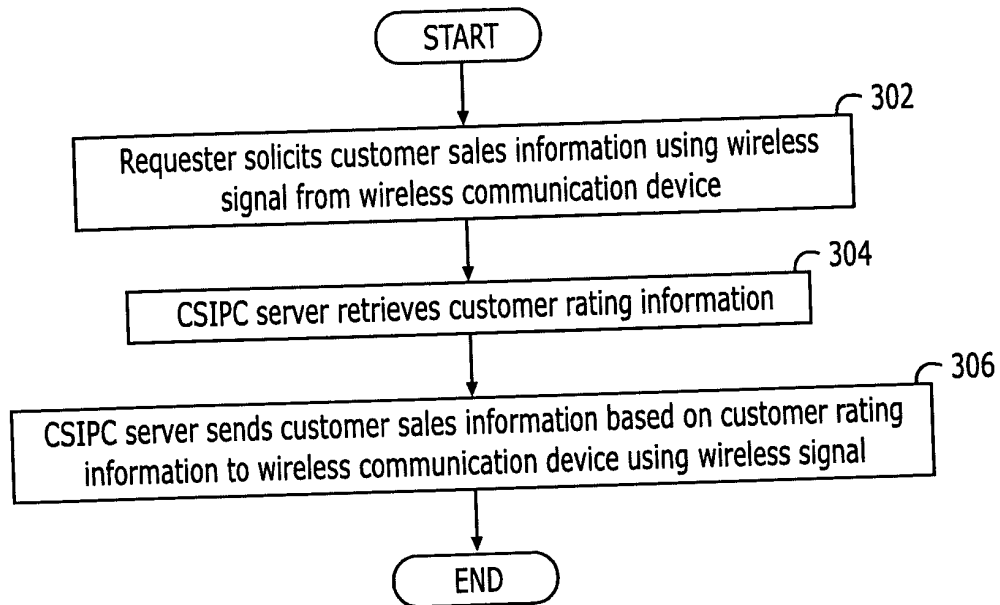 START
302
Requester solicits customer sales information using wireless
signal from wireless communication device
304
CSIPC server retrieves customer rating information
306
CSIPC server sends customer sales information based on customer rating
information to wireless communication device using wireless signal
END